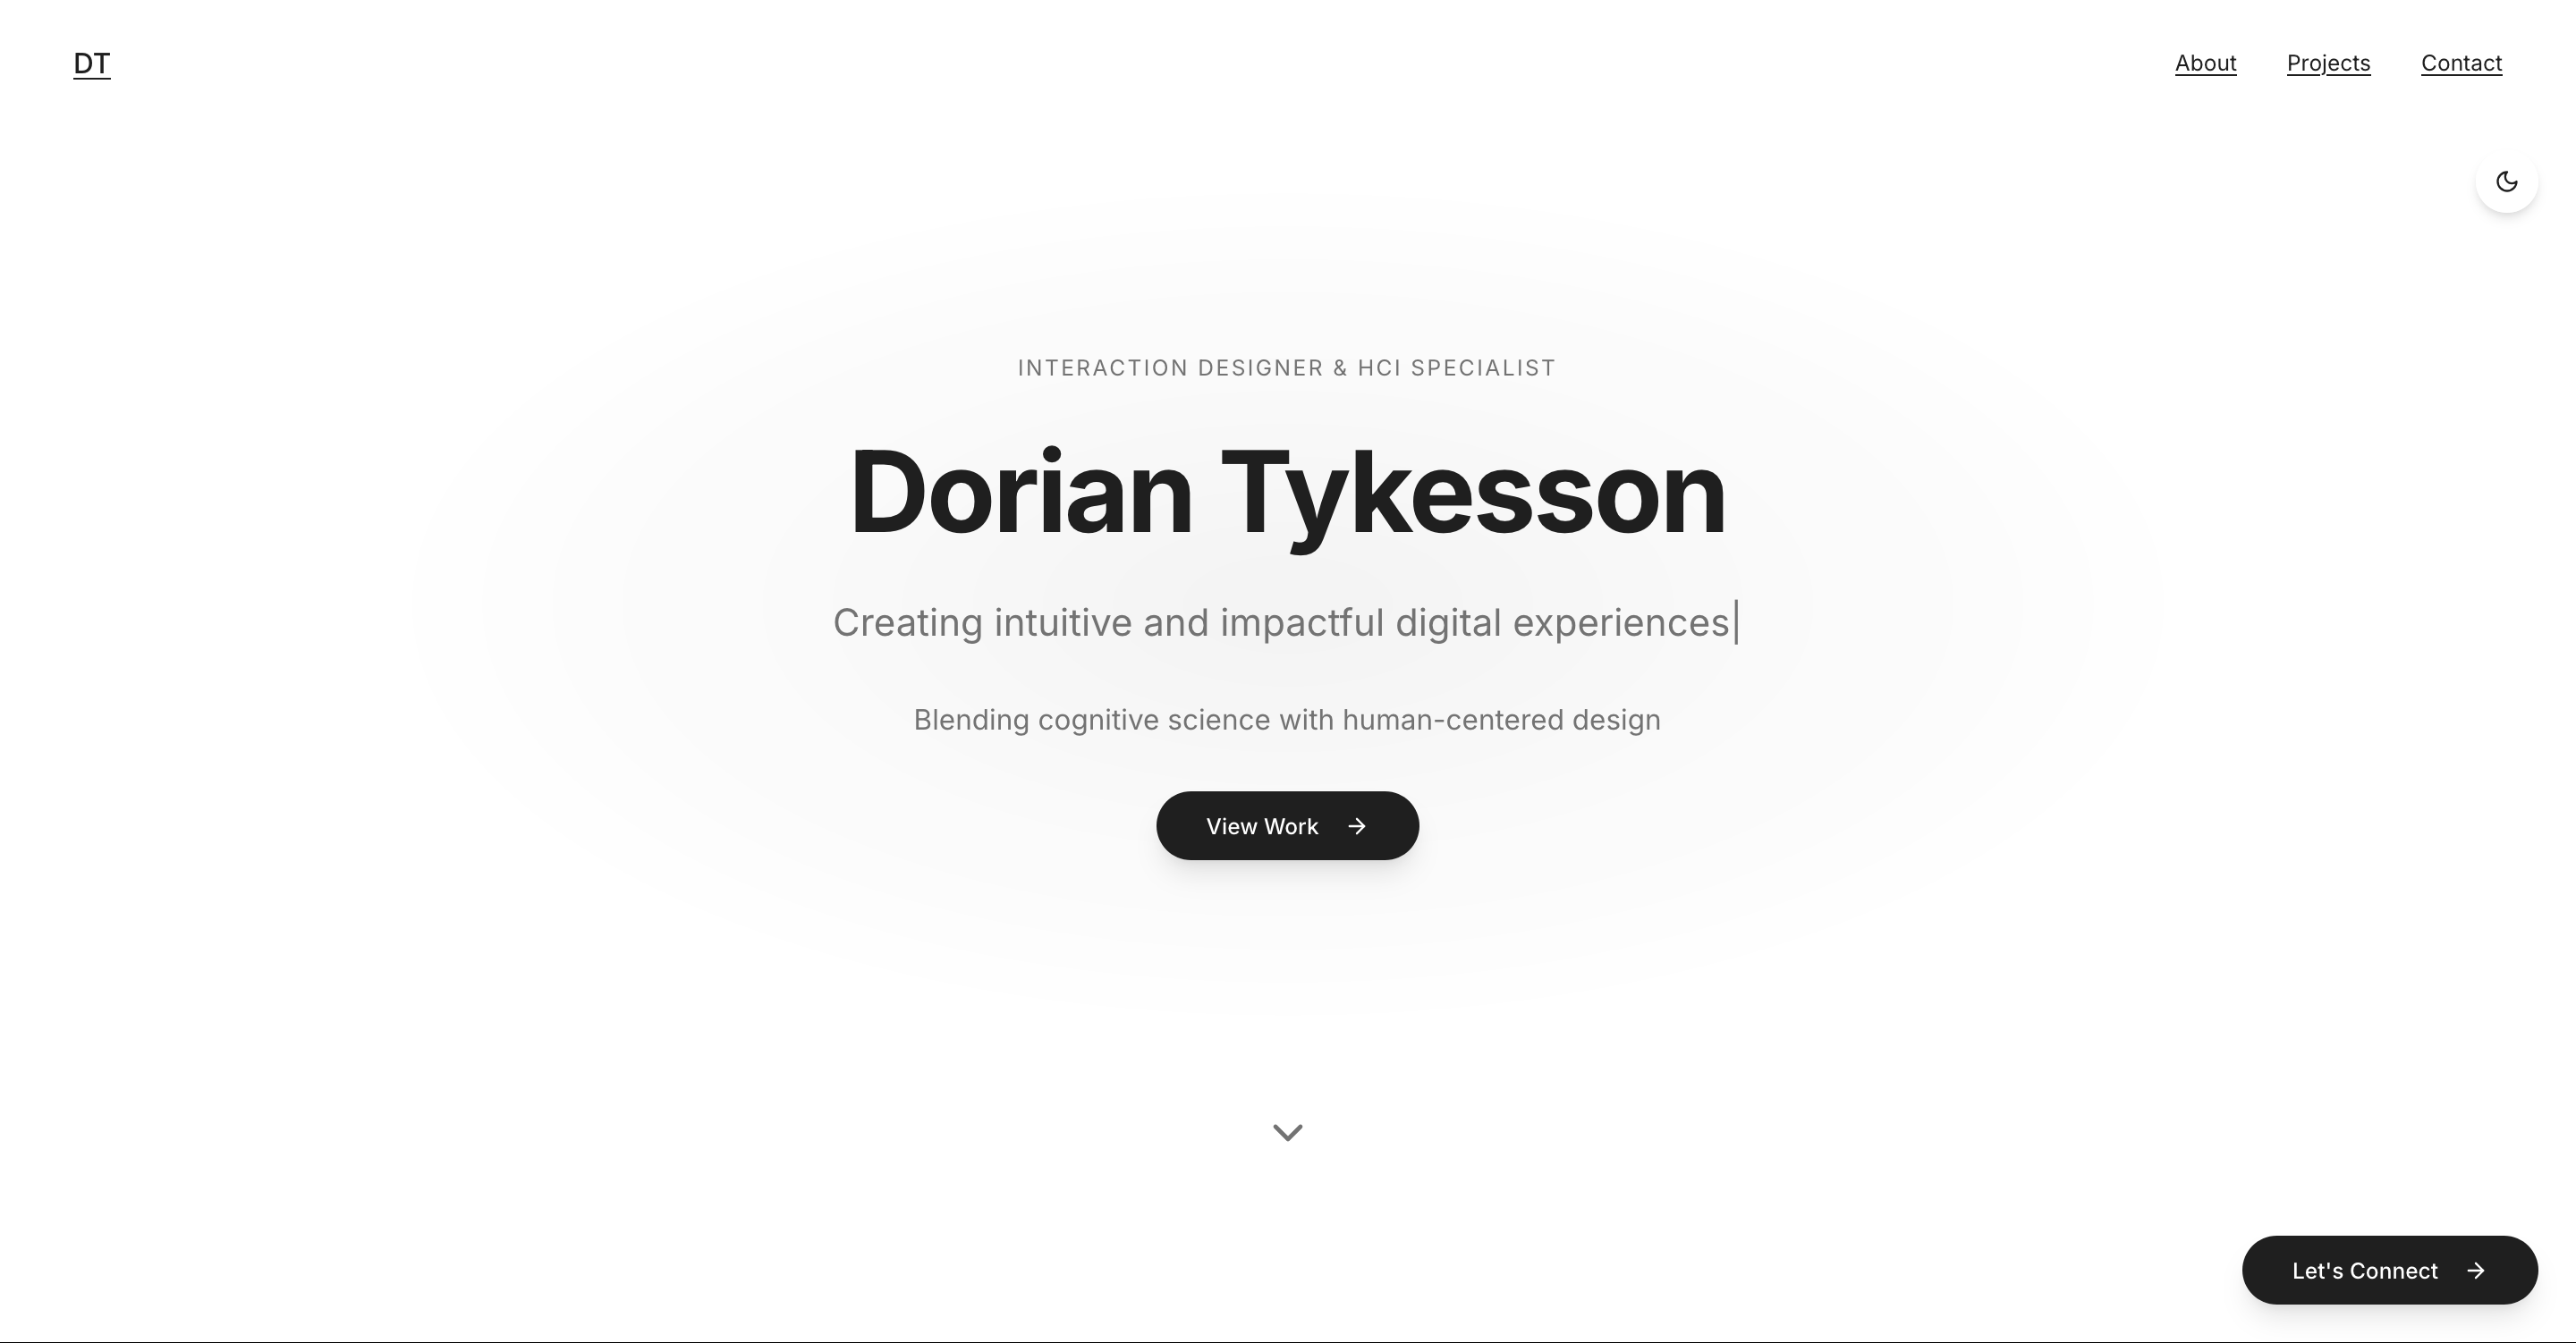 DT
About Projects Contact
INTERACTION DESIGNER & HCI SPECIALIST
Dorian Tykesson
Creating intuitive and impactful digital experiences|
Blending cognitive science with human-centered design
View Work →
Let's Connect →